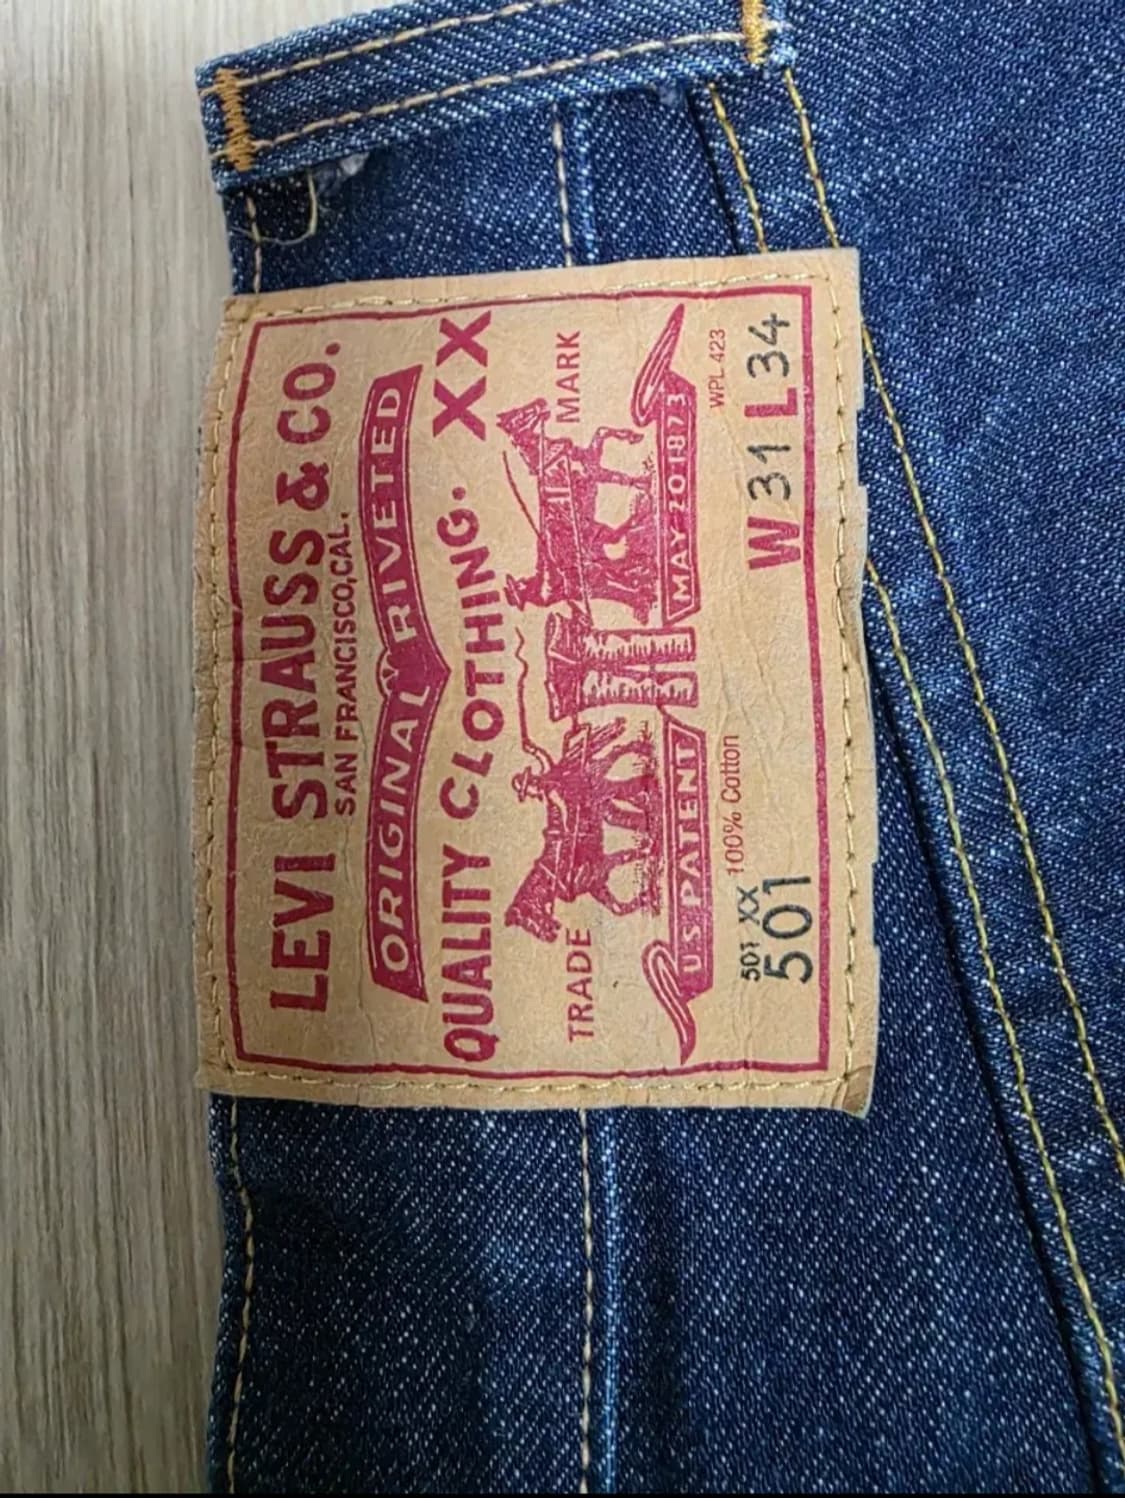 LEVI STRAUSS & CO.
SAN FRANCISCO, CAL.
ORIGINAL RIVETED
QUALITY CLOTHING. XX
TRADE MARK
U.S. PATENT MAY 20 1873
100% Cotton WPL 423
501 XX
501 W 31 L 34